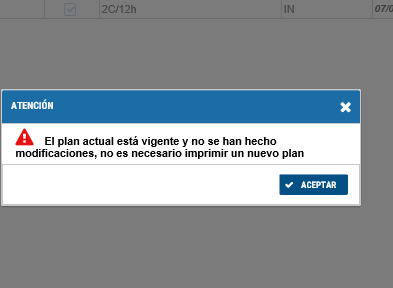 2C/12h IN 07/0
ATENCIÓN
El plan actual está vigente y no se han hecho
modificaciones, no es necesario imprimir un nuevo plan
ACEPTAR